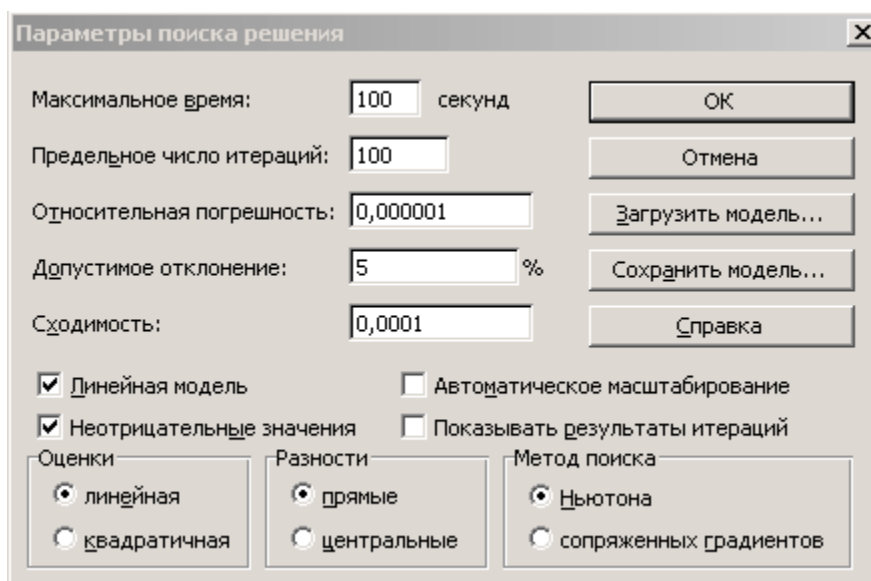 Параметры поиска решения
Максимальное время: 100 секунд
ОК
Предельное число итераций: 100
Отмена
Относительная погрешность: 0,000001
Загрузить модель...
Допустимое отклонение: 5 %
Сохранить модель...
Сходимость: 0,0001
Справка
Линейная модель
Автоматическое масштабирование
Неотрицательные значения
Показывать результаты итераций
Оценки
линейная
квадратичная
Разности
прямые
центральные
Метод поиска
Ньютона
сопряженных градиентов